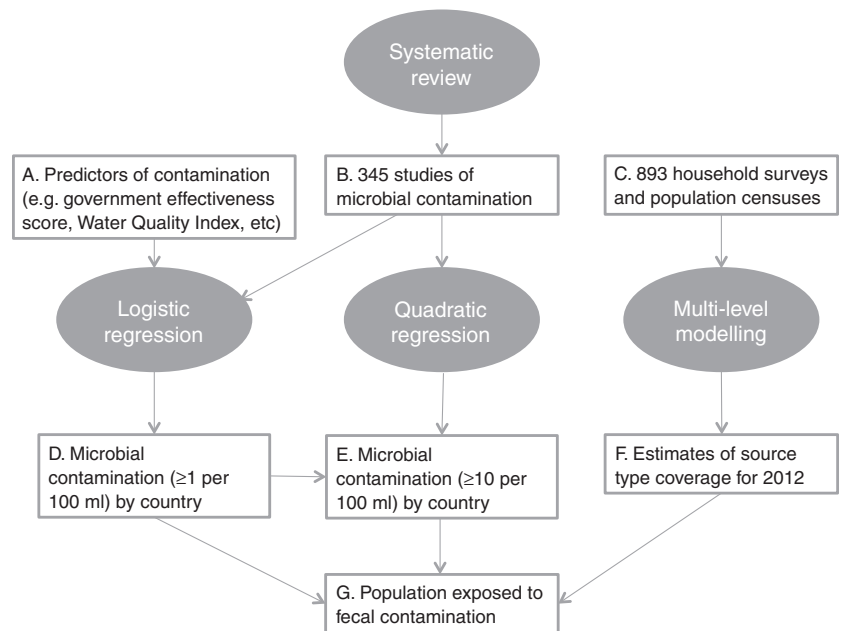 Systematic
review
A. Predictors of contamination
(e.g. government effectiveness
score, Water Quality Index, etc)
B. 345 studies of
microbial contamination
C. 893 household surveys
and population censuses
Logistic
regression
Quadratic
regression
Multi-level
modelling
D. Microbial
contamination (≥1 per
100 ml) by country
E. Microbial
contamination (≥10 per
100 ml) by country
F. Estimates of source
type coverage for 2012
G. Population exposed to
fecal contamination